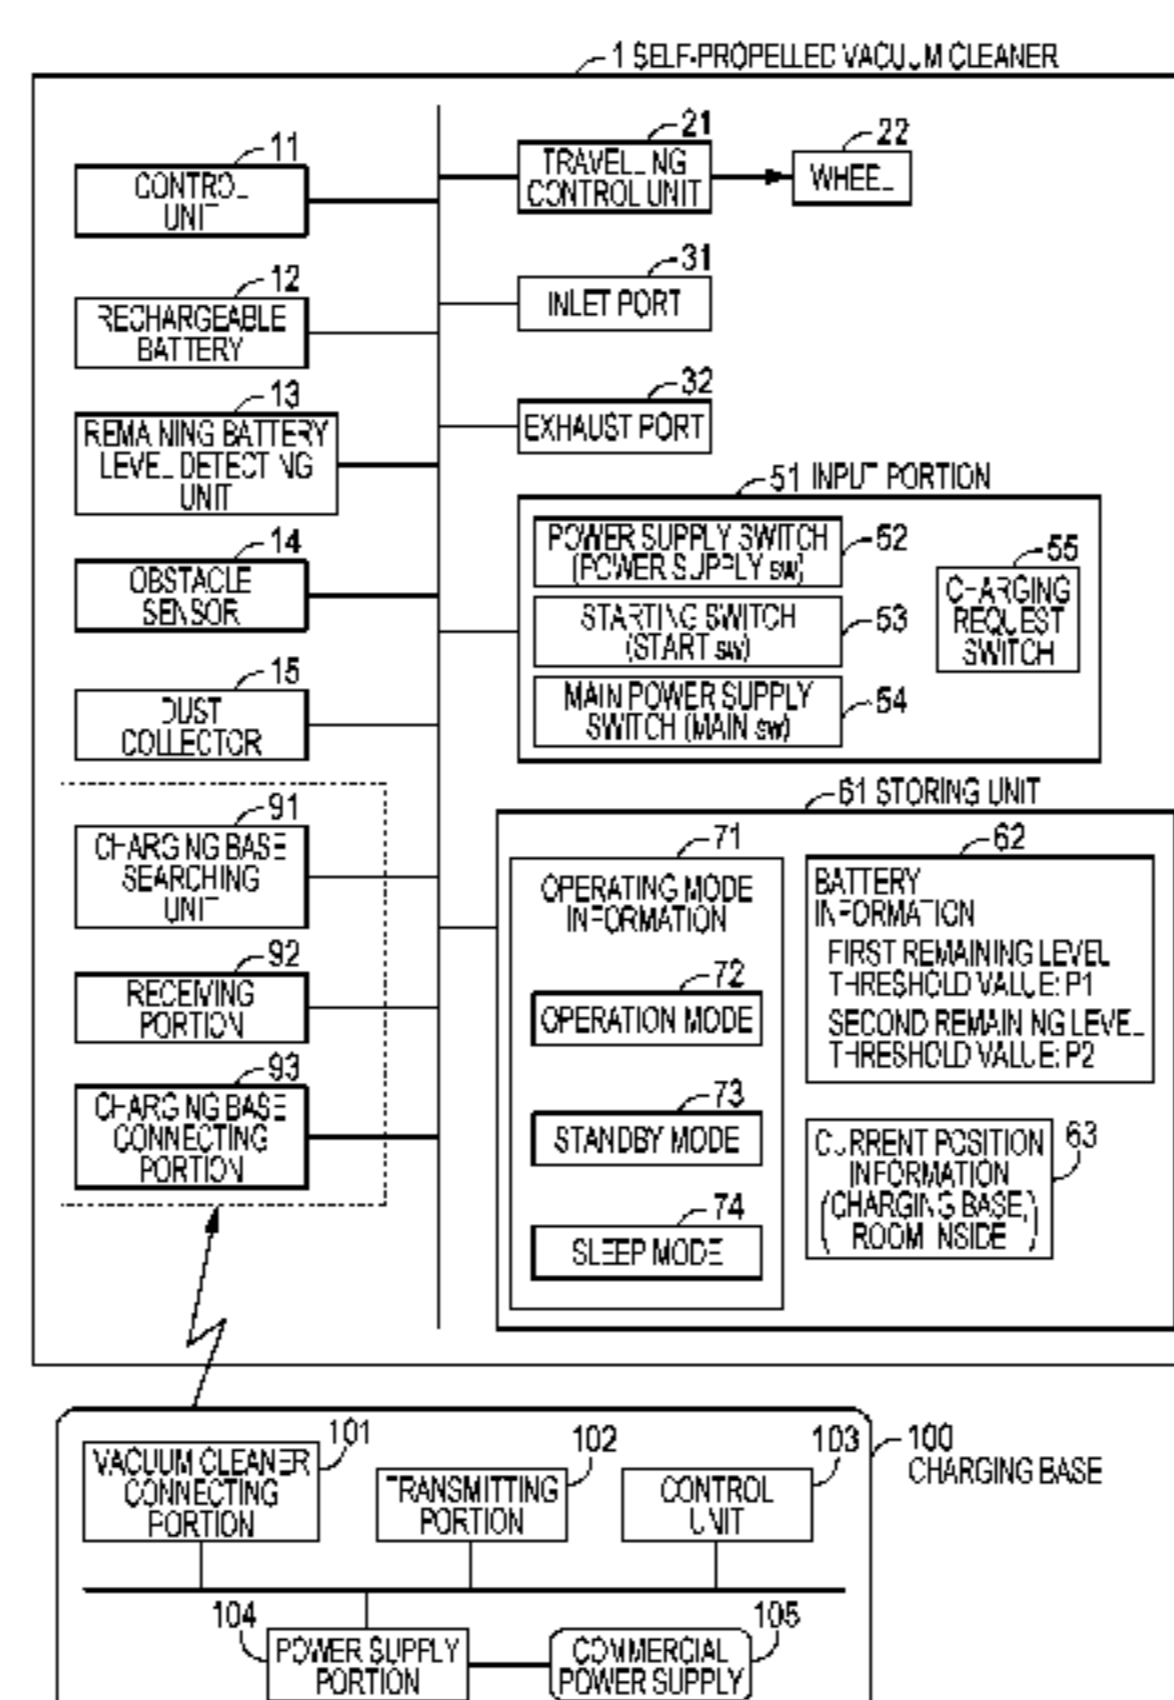 1 SELF-PROPELLED VACUUM CLEANER
11
CONTROL
UNIT
12
RECHARGEABLE
BATTERY
13
REMAINING BATTERY
LEVEL DETECTING
UNIT
14
OBSTACLE
SENSOR
15
DUST
COLLECTOR
91
CHARGING BASE
SEARCHING
UNIT
92
RECEIVING
PORTION
93
CHARGING BASE
CONNECTING
PORTION
21
TRAVELING
CONTROL UNIT
22
WHEEL
31
INLET PORT
32
EXHAUST PORT
51 INPUT PORTION
POWER SUPPLY SWITCH
(POWER SUPPLY sw)
52
STARTING SWITCH
(START sw)
53
MAIN POWER SUPPLY
SWITCH (MAIN sw)
54
55
CHARGING
REQUEST
SWITCH
61 STORING UNIT
71
OPERATING MODE
INFORMATION
72
OPERATION MODE
73
STANDBY MODE
74
SLEEP MODE
62
BATTERY
INFORMATION
FIRST REMAINING LEVEL
THRESHOLD VALUE: P1
SECOND REMAINING LEVEL
THRESHOLD VALUE: P2
63
CURRENT POSITION
INFORMATION
(CHARGING BASE,
ROOM INSIDE)
100
CHARGING BASE
101
VACUUM CLEANER
CONNECTING
PORTION
102
TRANSMITTING
PORTION
103
CONTROL
UNIT
104
POWER SUPPLY
PORTION
105
COMMERCIAL
POWER SUPPLY